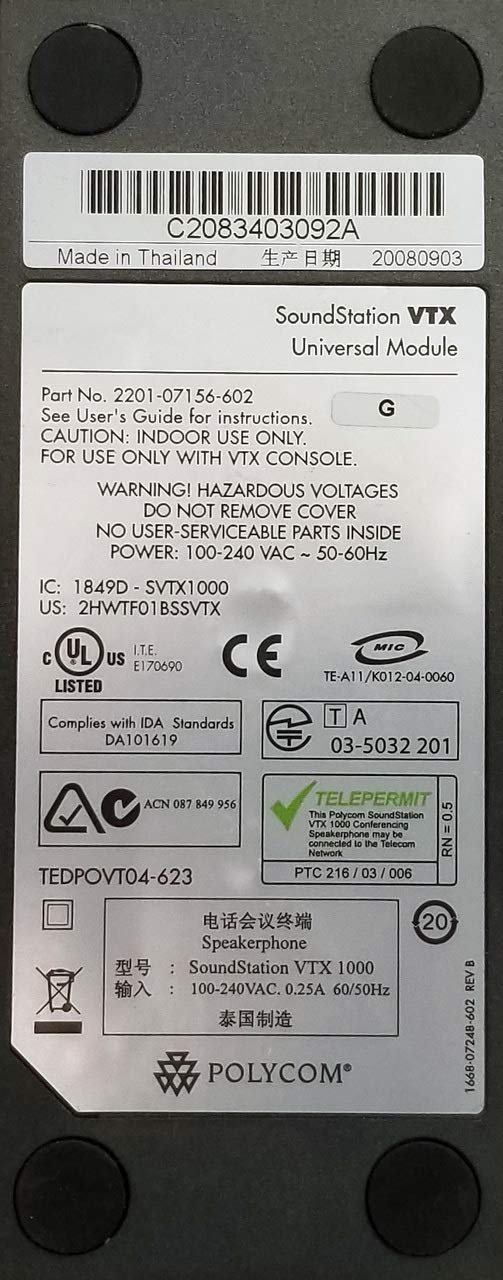 C2083403092A
Made in Thailand 生产日期 20080903
SoundStation VTX
Universal Module
Part No. 2201-07156-602
See User's Guide for instructions.
G
CAUTION: INDOOR USE ONLY.
FOR USE ONLY WITH VTX CONSOLE.
WARNING! HAZARDOUS VOLTAGES
DO NOT REMOVE COVER
NO USER-SERVICEABLE PARTS INSIDE
POWER: 100-240 VAC ~ 50-60Hz
IC: 1849D - SVTX1000
US: 2HWTF01BSSVTX
C UL US
LISTED
I.T.E.
E170690
CE
MIC
TE-A11/K012-04-0060
Complies with IDA Standards
DA101619
T A
03-5032 201
ACN 087 849 956
TELEPERMIT
This Polycom SoundStation
VTX 1000 Conferencing
Speakerphone may be
connected to the Telecom
Network
PTC 216 / 03 / 006
RN = 0.5
TEDPOVT04-623
电话会议终端
Speakerphone
型号 : SoundStation VTX 1000
输入 : 100-240VAC. 0.25A 60/50Hz
泰国制造
20
POLYCOM®
1668-07248-602 REV B